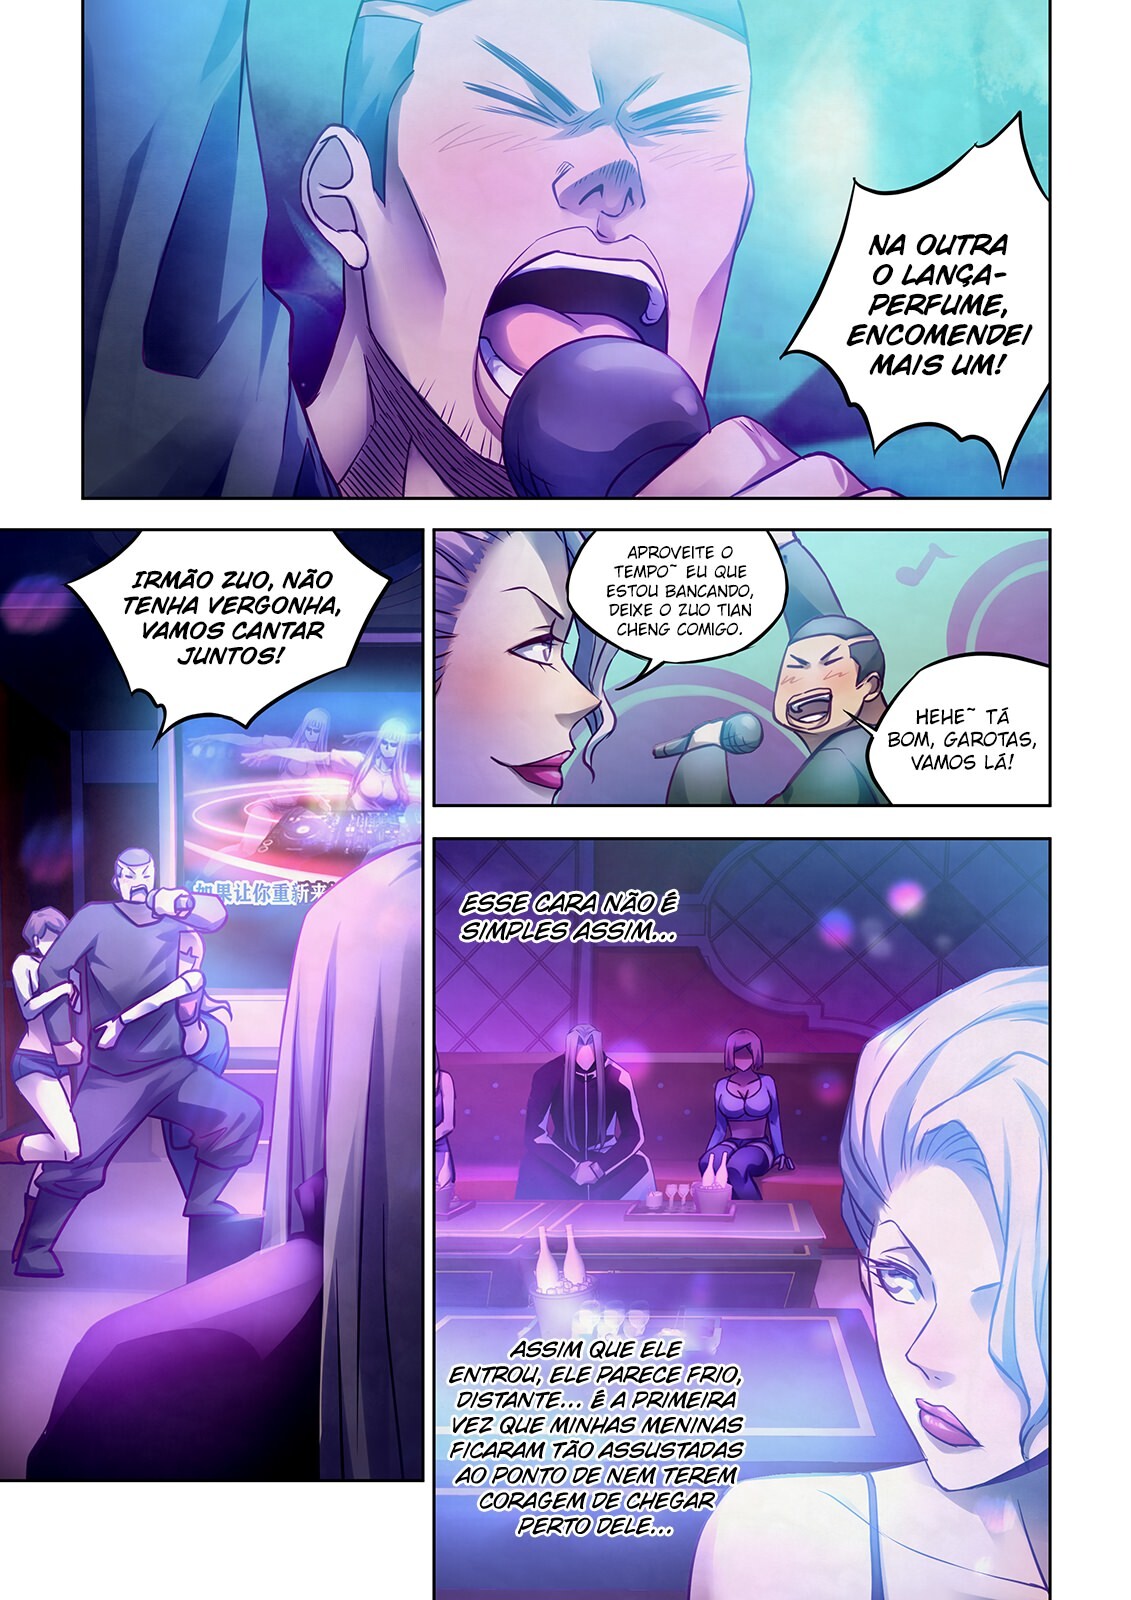 NA OUTRA
O LANÇA-
PERFUME,
ENCOMENDEI
MAIS UM!
APROVEITE O
TEMPO~ EU QUE
ESTOU BANCANDO,
DEIXE O ZUO TIAN
CHENG COMIGO.
HEHE~ TÁ
BOM, GAROTAS,
VAMOS LÁ!
IRMÃO ZUO, NÃO
TENHA VERGONHA,
VAMOS CANTAR
JUNTOS!
如果让你重新来
ESSE CARA NÃO É
SIMPLES ASSIM...
ASSIM QUE ELE
ENTROU, ELE PARECE FRIO,
DISTANTE... É A PRIMEIRA
VEZ QUE MINHAS MENINAS
FICARAM TÃO ASSUSTADAS
AO PONTO DE NEM TEREM
CORAGEM DE CHEGAR
PERTO DELE...